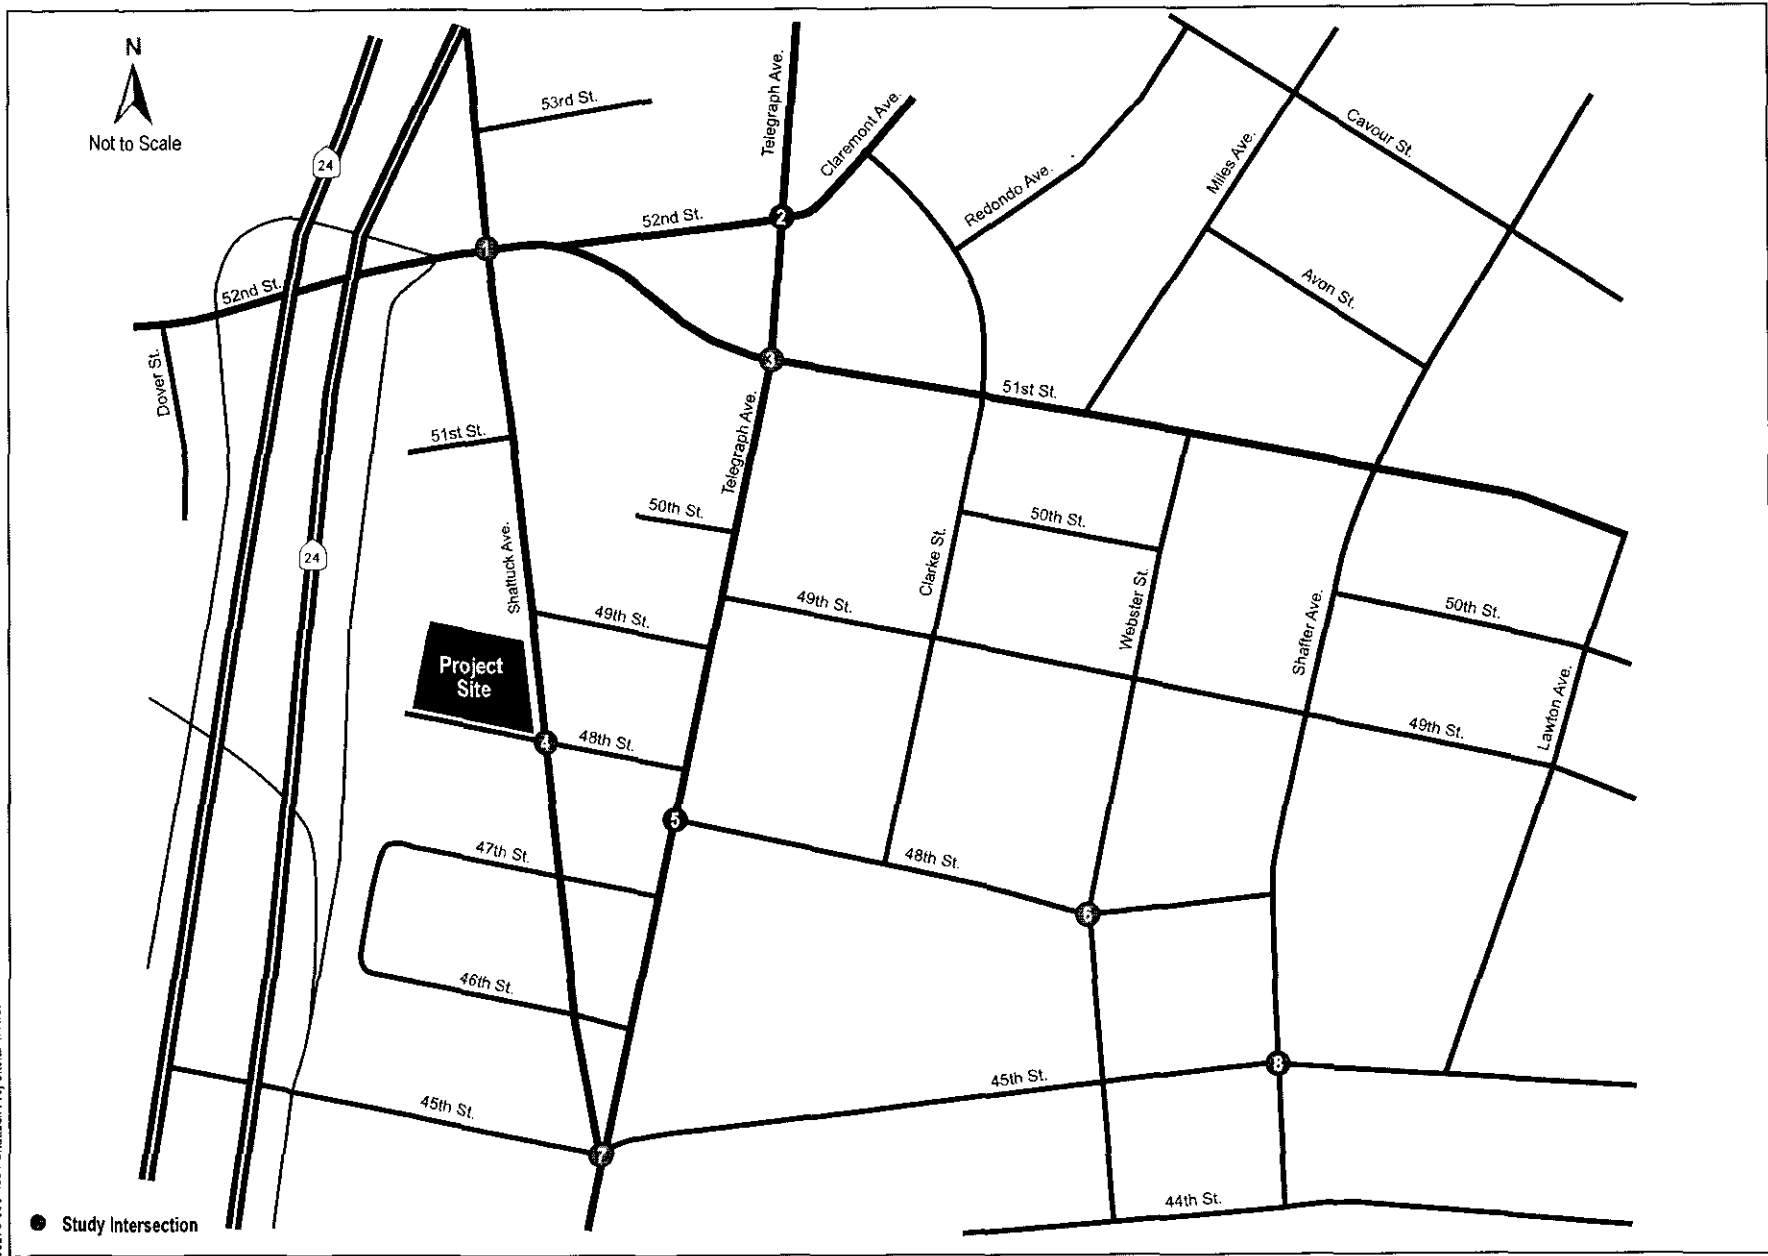 N
Not to Scale
24
53rd St.
Telegraph Ave.
Claremont Ave.
Redondo Ave.
Miles Ave.
Cavour St.
1
2
52nd St.
52nd St.
Avon St.
Dover St.
3
51st St.
51st St.
Telegraph Ave.
50th St.
50th St.
24
Shattuck Ave.
Clarke St.
Webster St.
Shafter Ave.
49th St.
49th St.
50th St.
Project
Site
Lawton Ave.
49th St.
4
48th St.
5
47th St.
48th St.
6
46th St.
8
45th St.
45th St.
7
44th St.
Study Intersection